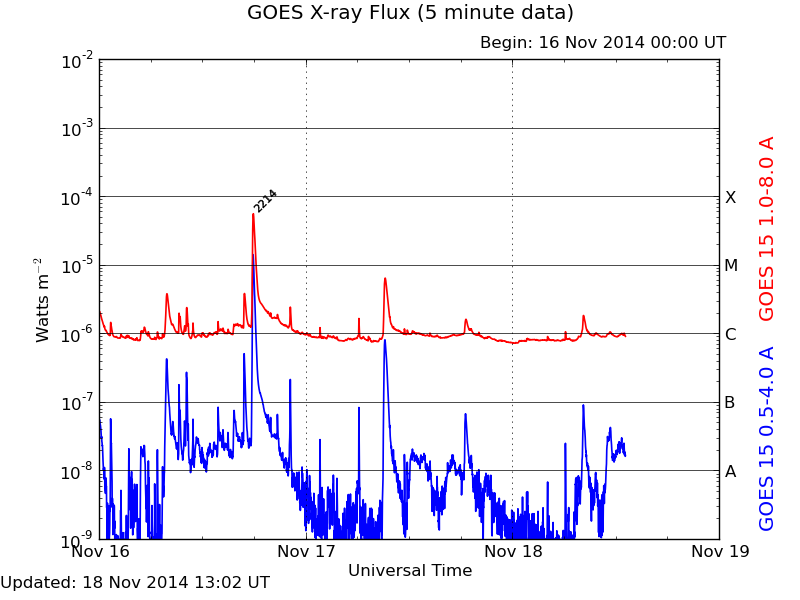 GOES X-ray Flux (5 minute data)
Begin: 16 Nov 2014 00:00 UT
10⁻²
10⁻³
10⁻⁴
10⁻⁵
10⁻⁶
10⁻⁷
10⁻⁸
10⁻⁹
Watts m⁻²
2214
X
M
C
B
A
GOES 15 1.0-8.0 A
GOES 15 0.5-4.0 A
Nov 16
Nov 17
Nov 18
Nov 19
Universal Time
Updated: 18 Nov 2014 13:02 UT